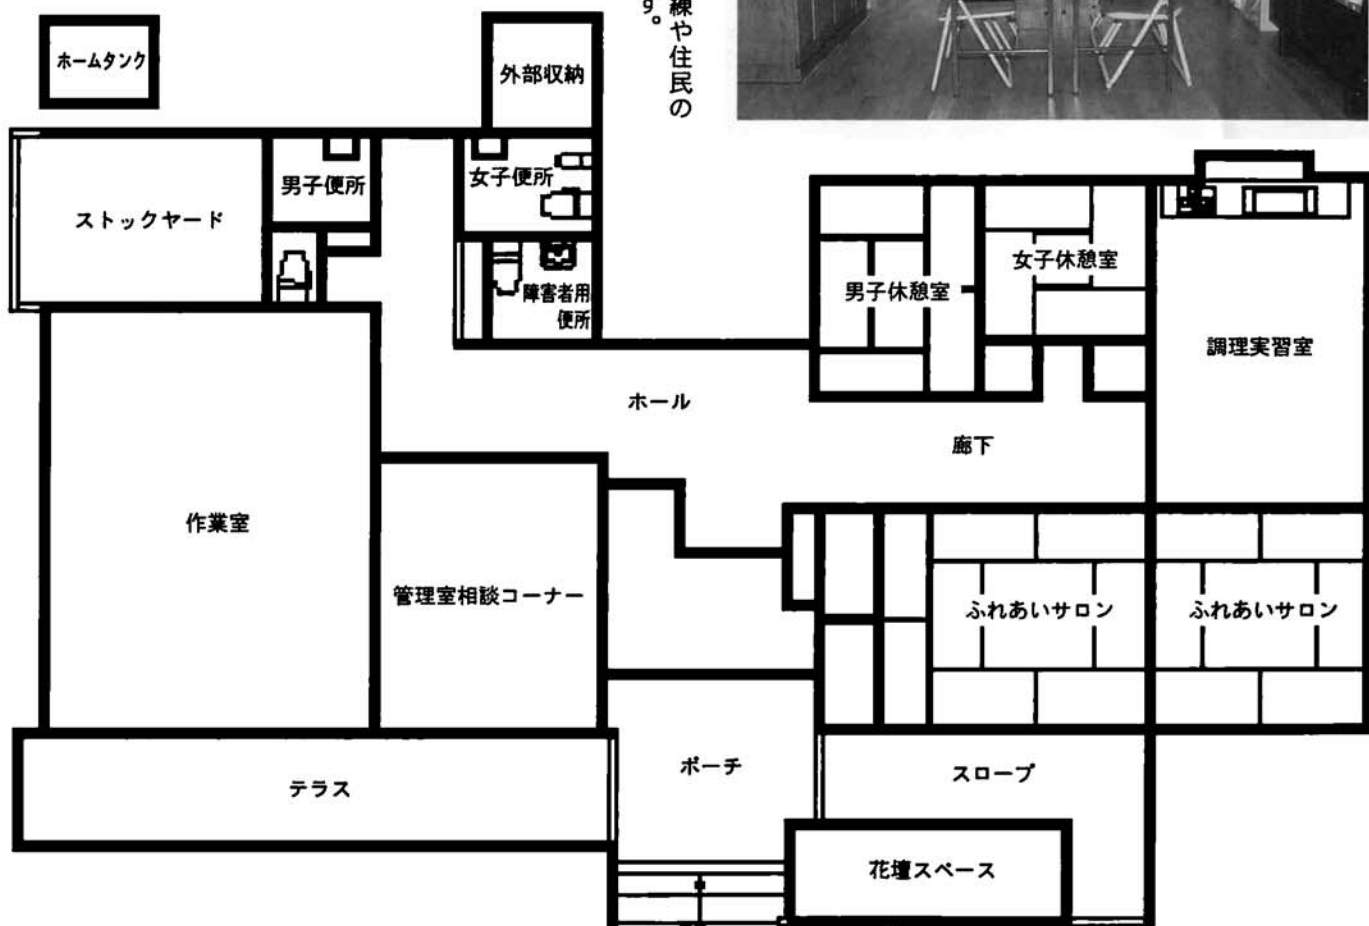 練や住民の
す。
ホームタンク
外部収納
男子便所
女子便所
ストックヤード
障害者用
便所
男子休憩室
女子休憩室
調理実習室
ホール
廊下
作業室
管理室相談コーナー
ふれあいサロン
ふれあいサロン
ポーチ
スロープ
テラス
花壇スペース